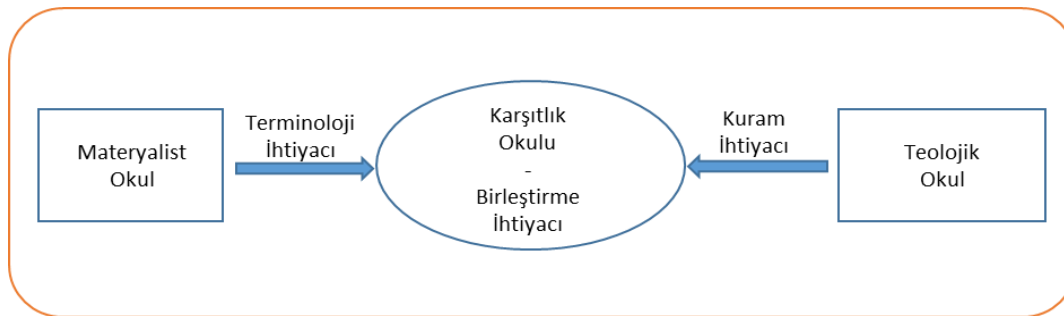 Materyalist
Okul
Terminoloji
İhtiyacı
Karşıtlık
Okulu
-
Birleştirme
İhtiyacı
Kuram
İhtiyacı
Teolojik
Okul